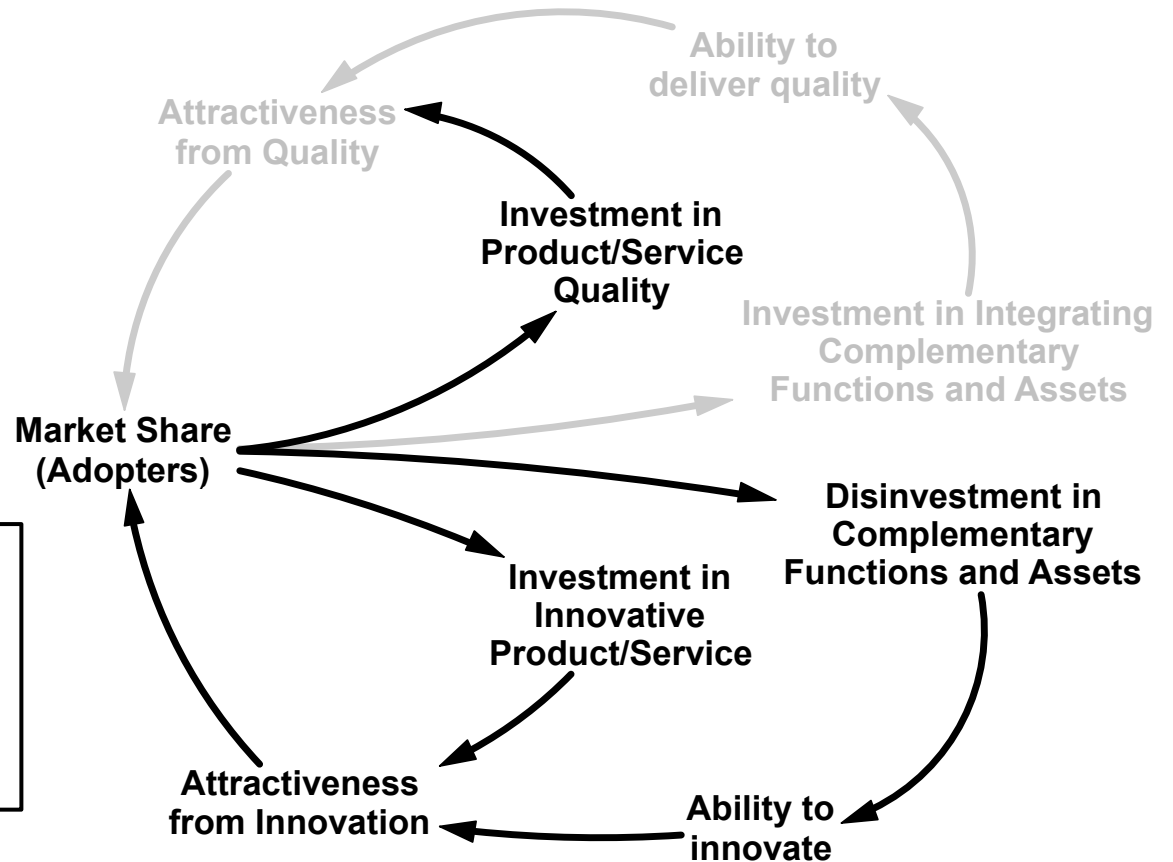 Ability to
deliver quality
Attractiveness
from Quality
Investment in
Product/Service
Quality
Investment in Integrating
Complementary
Functions and Assets
Market Share
(Adopters)
Disinvestment in
Complementary
Functions and Assets
Investment in
Innovative
Product/Service
Attractiveness
from Innovation
Ability to
innovate